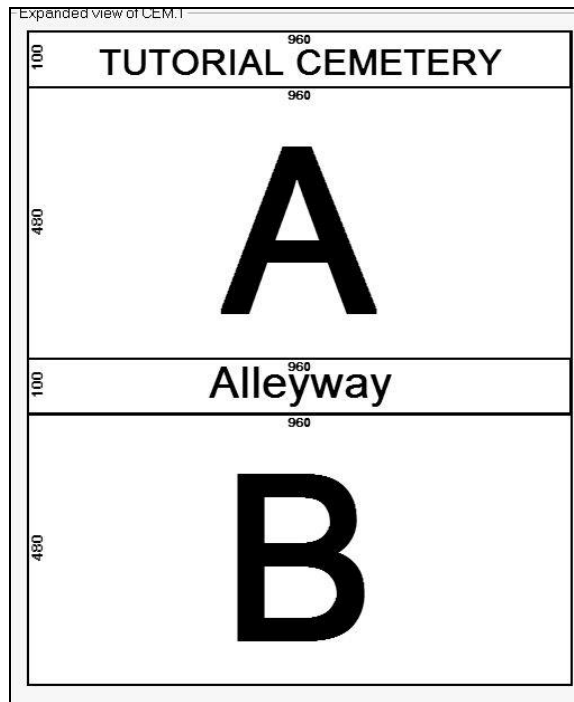 Expanded view of CEM.1
960
100
TUTORIAL CEMETERY
960
480
A
960
100
Alleyway
960
480
B